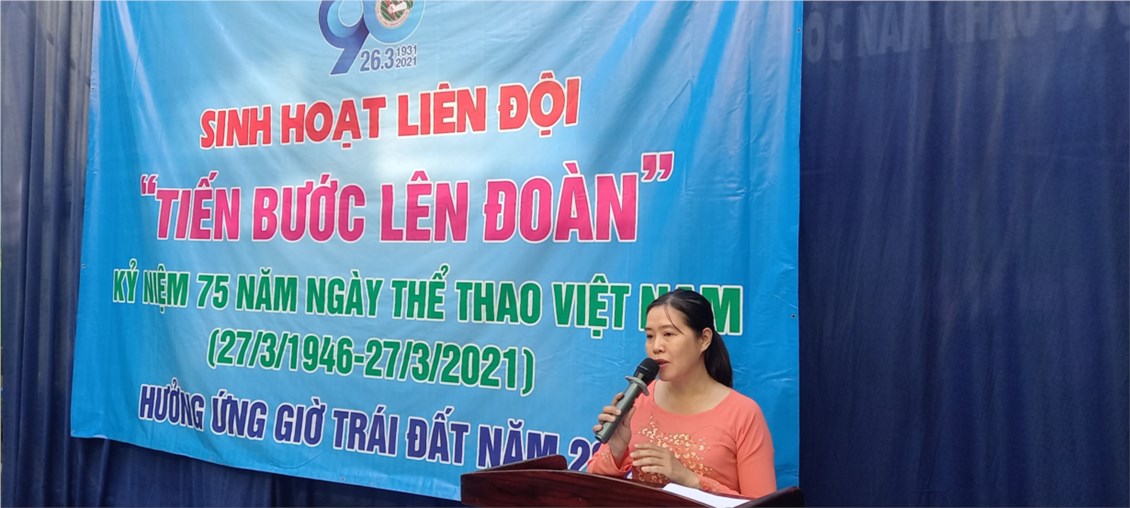 90
26.3 1931
2021
SINH HOẠT LIÊN ĐỘI
“TIẾN BƯỚC LÊN ĐOÀN”
KỶ NIỆM 75 NĂM NGÀY THỂ THAO VIỆT NAM
(27/3/1946-27/3/2021)
HƯỞNG ỨNG GIỜ TRÁI ĐẤT NĂM